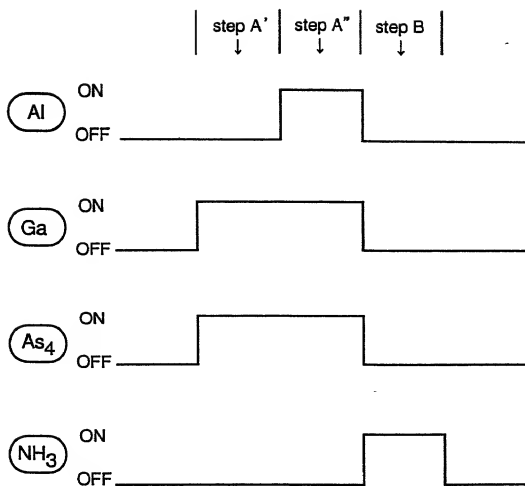 step A' step A" step B
ON
Al
OFF
ON
Ga
OFF
ON
As₄
OFF
ON
NH₃
OFF